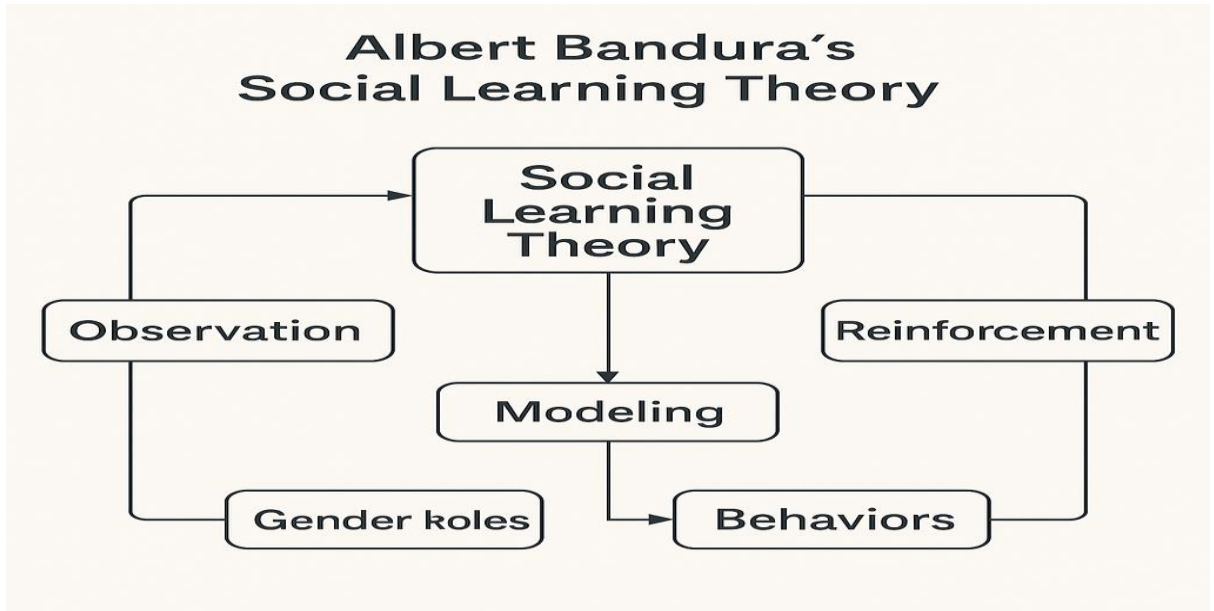 Albert Bandura´s
Social Learning Theory
Social
Learning
Theory
Observation
Reinforcement
Modeling
Gender koles
Behaviors